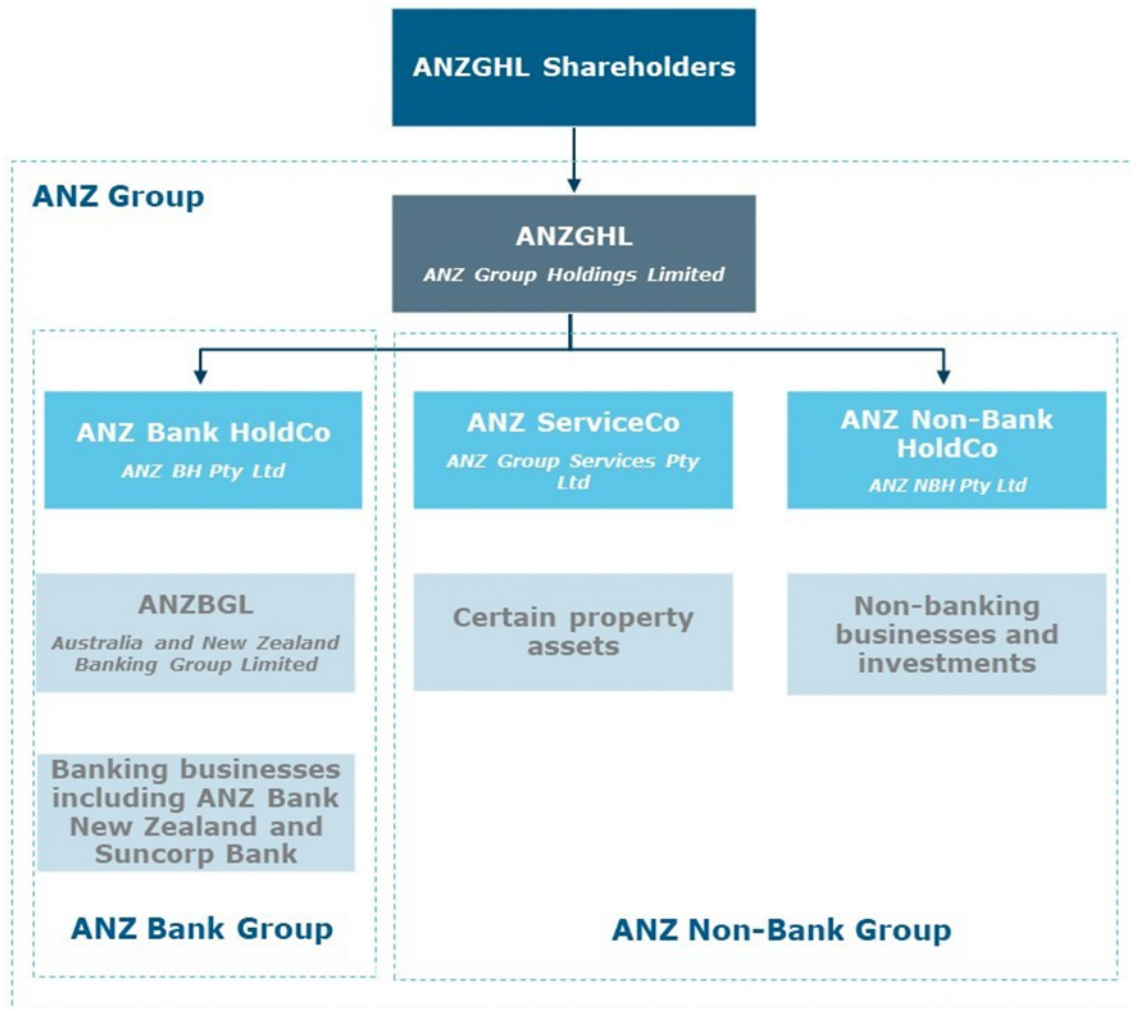 ANZGHL Shareholders
ANZ Group
ANZGHL
ANZ Group Holdings Limited
ANZ Bank HoldCo
ANZ BH Pty Ltd
ANZ ServiceCo
ANZ Group Services Pty
Ltd
ANZ Non-Bank
HoldCo
ANZ NBH Pty Ltd
ANZBGL
Australia and New Zealand
Banking Group Limited
Certain property
assets
Non-banking
businesses and
investments
Banking businesses
including ANZ Bank
New Zealand and
Suncorp Bank
ANZ Bank Group
ANZ Non-Bank Group